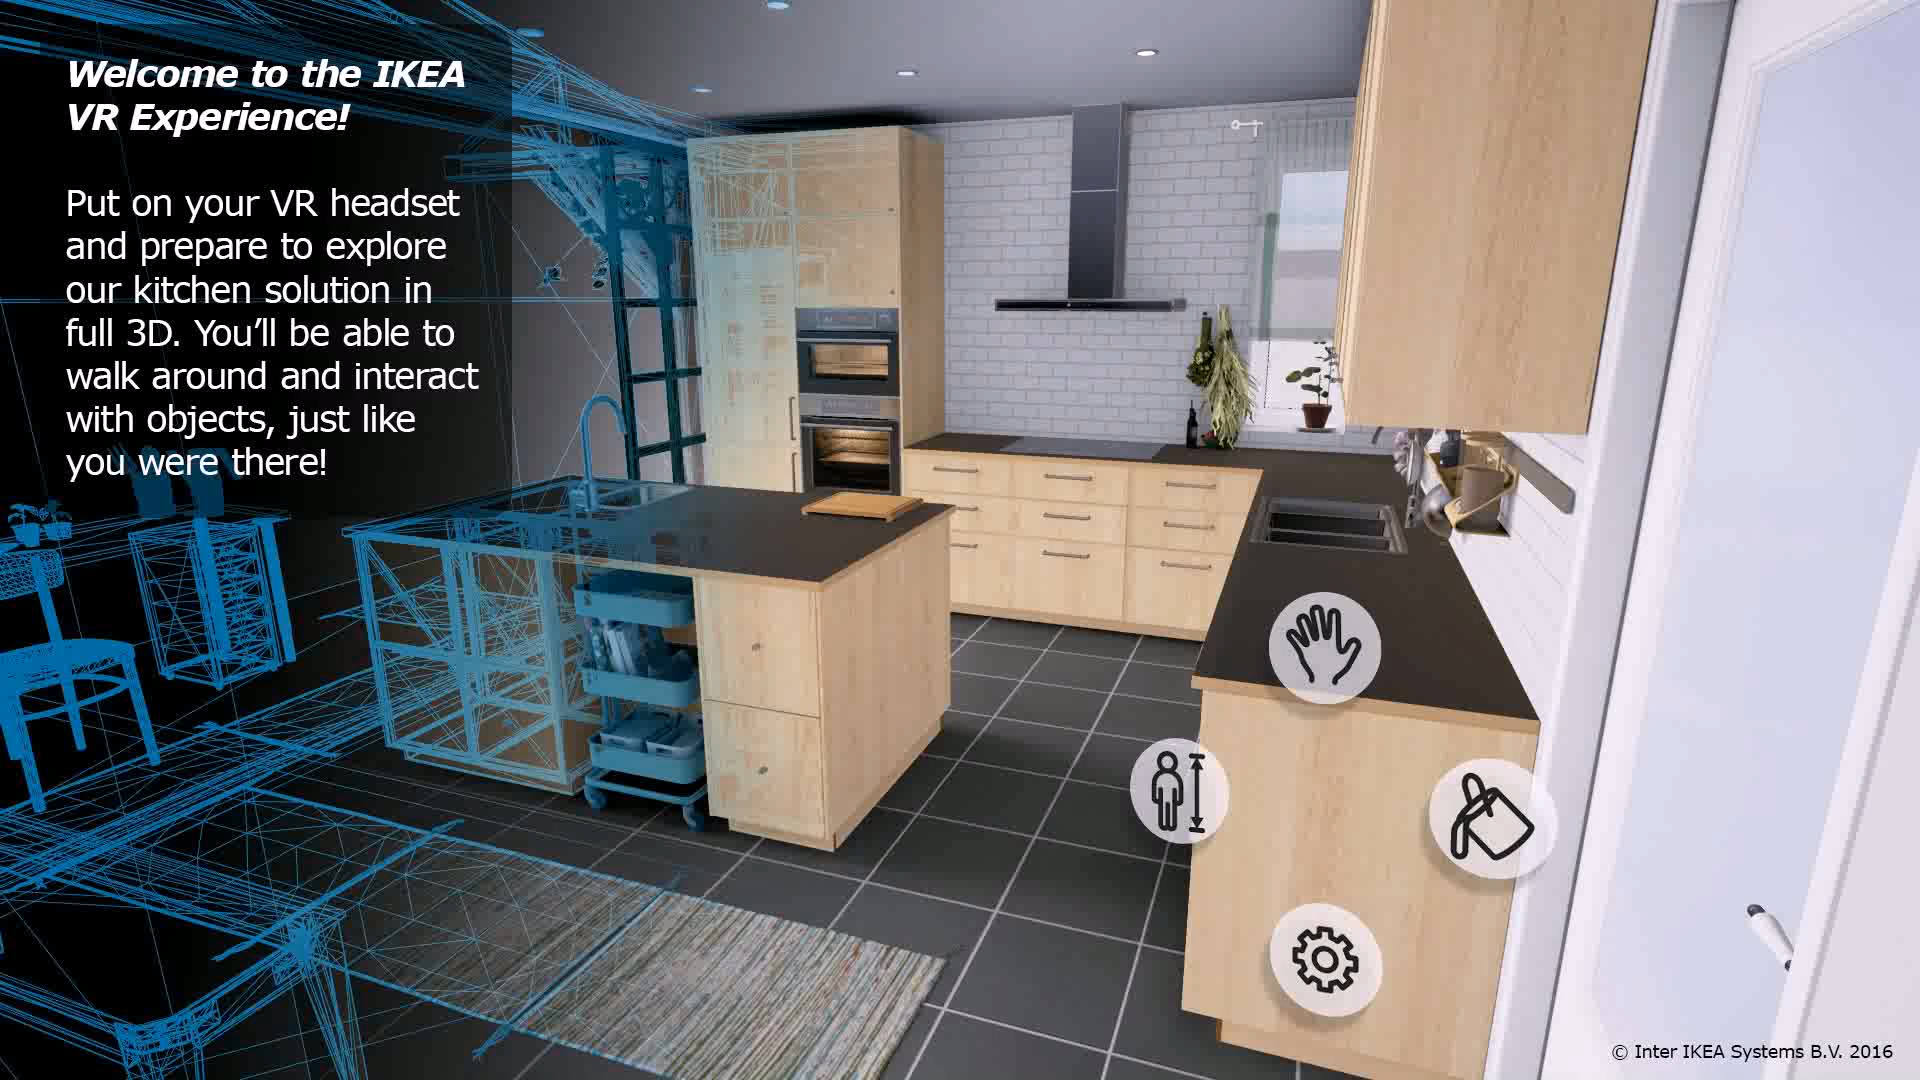 Welcome to the IKEA
VR Experience!
Put on your VR headset
and prepare to explore
our kitchen solution in
full 3D. You’ll be able to
walk around and interact
with objects, just like
you were there!
© Inter IKEA Systems B.V. 2016